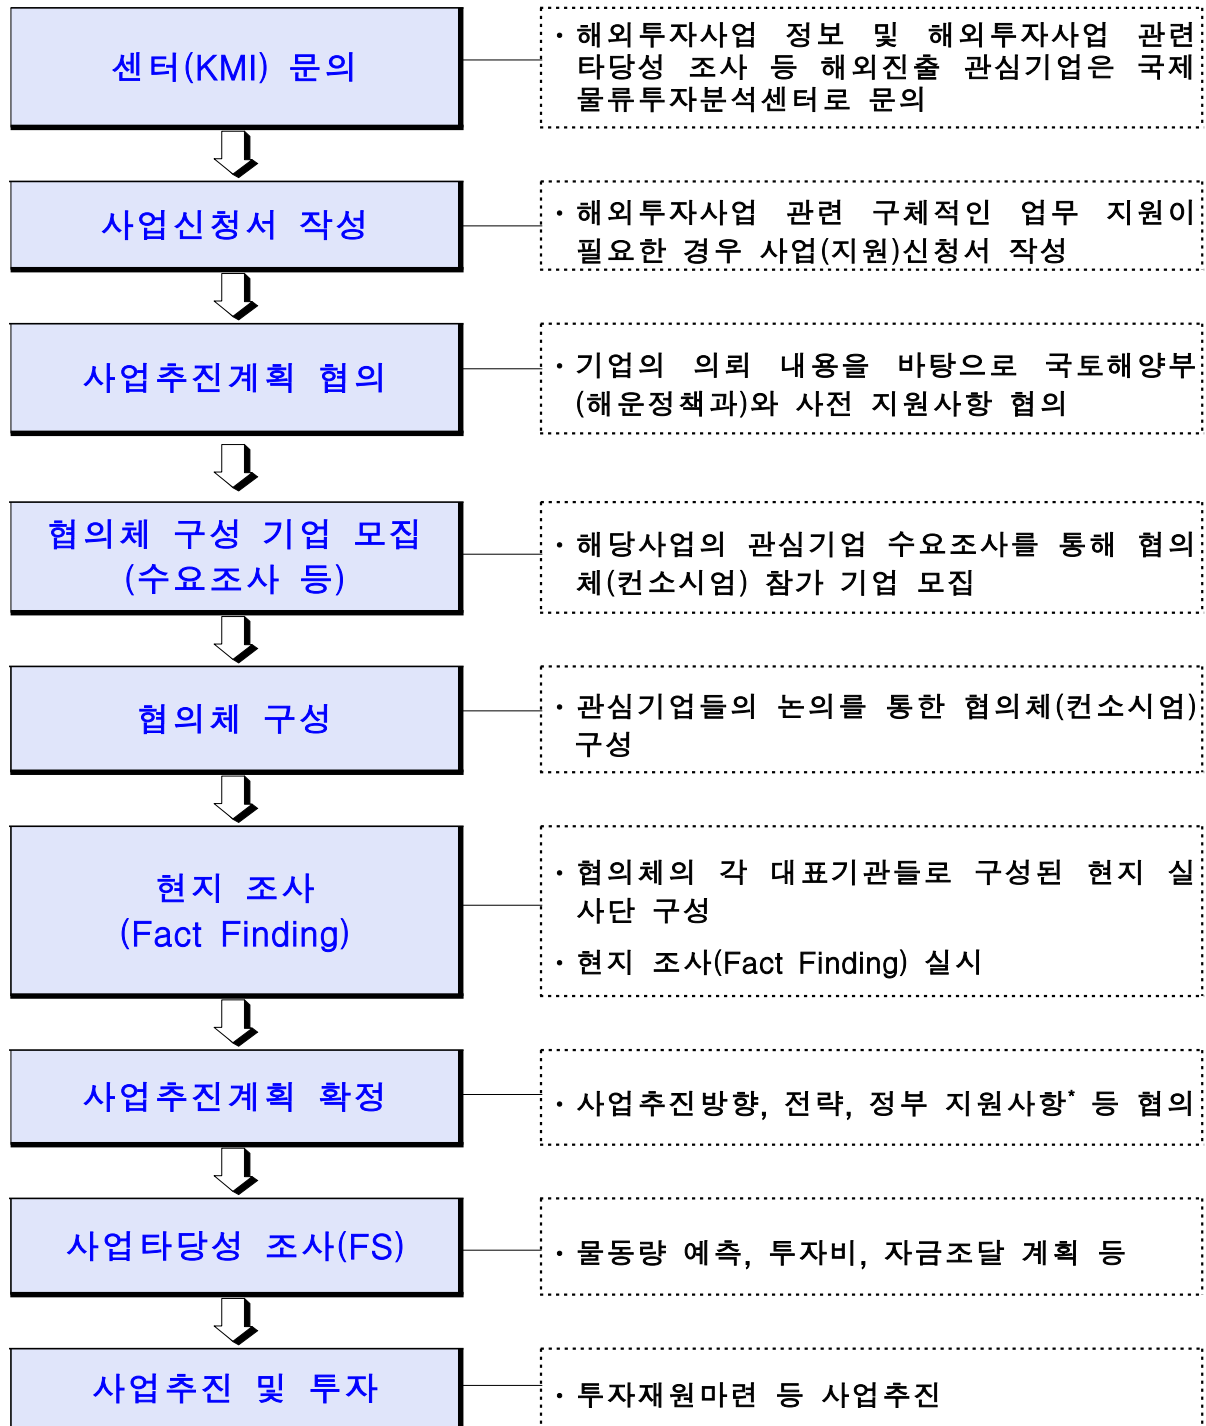 센터(KMI) 문의
· 해외투자사업 정보 및 해외투자사업 관련
타당성 조사 등 해외진출 관심기업은 국제
물류투자분석센터로 문의
사업신청서 작성
· 해외투자사업 관련 구체적인 업무 지원이
필요한 경우 사업(지원)신청서 작성
사업추진계획 협의
· 기업의 의뢰 내용을 바탕으로 국토해양부
(해운정책과)와 사전 지원사항 협의
협의체 구성 기업 모집
(수요조사 등)
· 해당사업의 관심기업 수요조사를 통해 협의
체(컨소시엄) 참가 기업 모집
협의체 구성
· 관심기업들의 논의를 통한 협의체(컨소시엄)
구성
현지 조사
(Fact Finding)
· 협의체의 각 대표기관들로 구성된 현지 실
사단 구성
· 현지 조사(Fact Finding) 실시
사업추진계획 확정
· 사업추진방향, 전략, 정부 지원사항* 등 협의
사업타당성 조사(FS)
· 물동량 예측, 투자비, 자금조달 계획 등
사업추진 및 투자
· 투자재원마련 등 사업추진